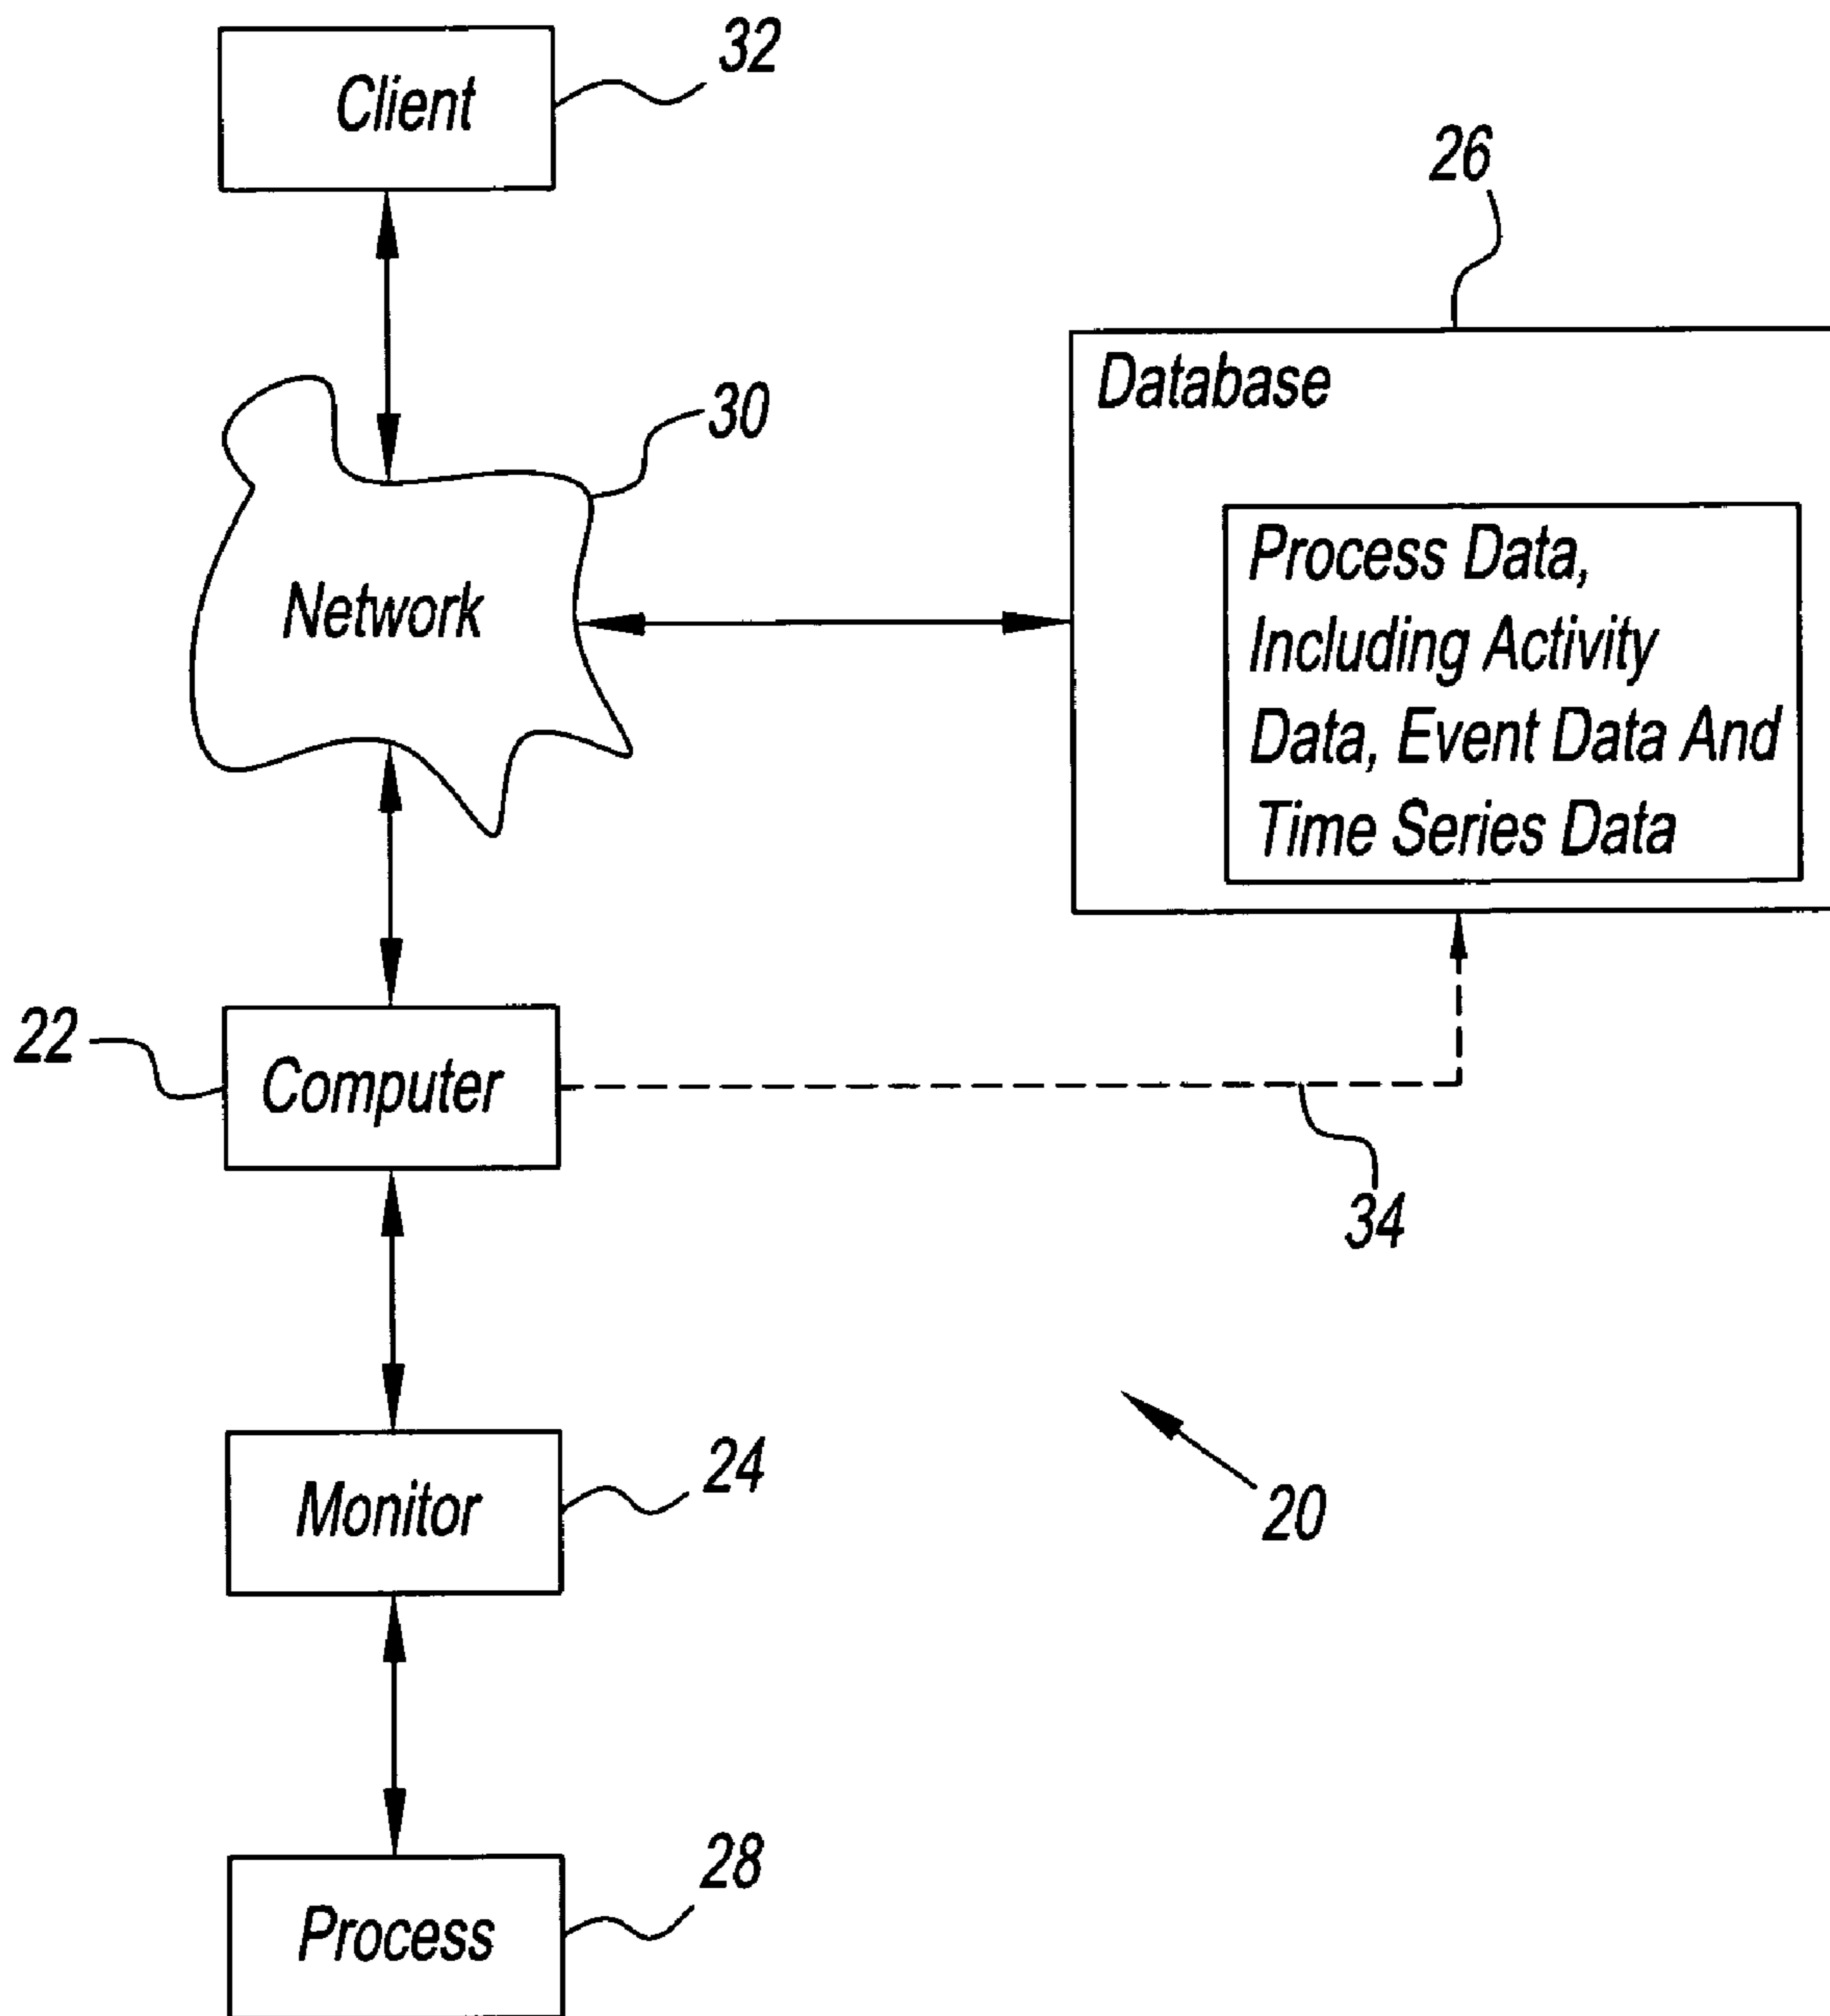 Client
32
26
Database
30
Process Data,
Including Activity
Data, Event Data And
Time Series Data
Network
22
Computer
34
24
Monitor
20
28
Process